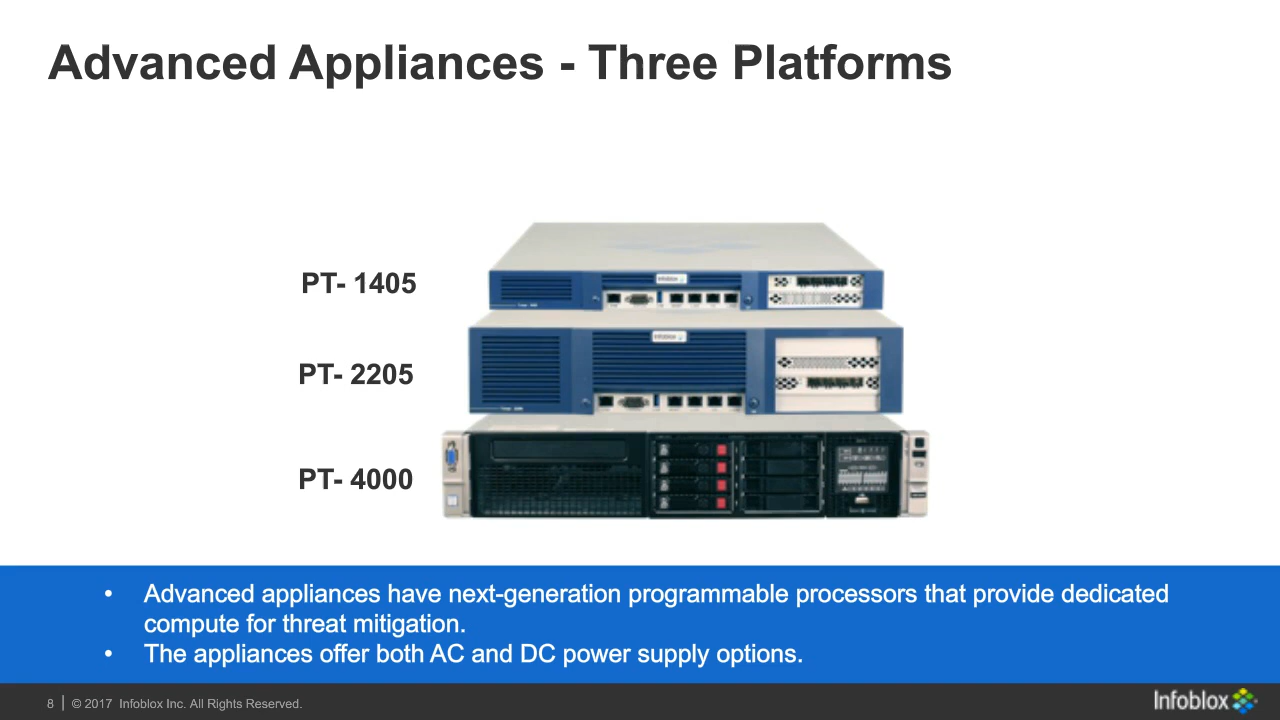 Advanced Appliances - Three Platforms
PT- 1405
Infoblox
PT- 2205
Infoblox
PT- 4000
• Advanced appliances have next-generation programmable processors that provide dedicated
compute for threat mitigation.
• The appliances offer both AC and DC power supply options.
8 | © 2017 Infoblox Inc. All Rights Reserved.
Infoblox